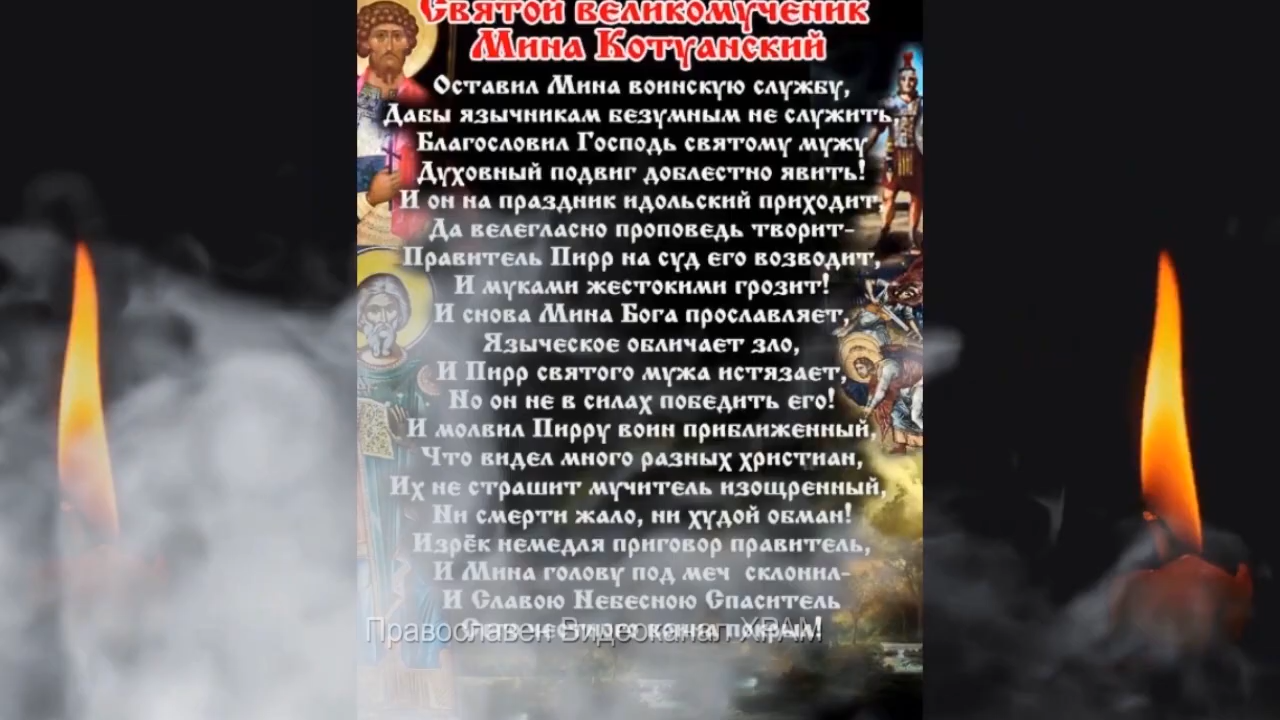 Святой великомученик
Мина Котуанский
Оставил Мина воинскую службу,
Дабы язычникам безумным не служить,
Благословил Господь святому мужу
Духовный подвиг доблестно явить!
И он на праздник идольский приходит,
Да велегласно проповедь творит-
Правитель Пирр на суд его возводит,
И муками жестокими грозит!
И снова Мина Бога прославляет,
Языческое обличает зло,
И Пирр святого мужа истязает,
Но он не в силах победить его!
И молвил Пирру воин приближенный,
Что видел много разных христиан,
Их не страшит мучитель изощренный,
Ни смерти жало, ни худой обман!
Изрёк немедля приговор правитель,
И Мина голову под меч склонил-
И Славою Небесною Спаситель
честного воина покрыл!
Православен Видеоканал ХРАМ